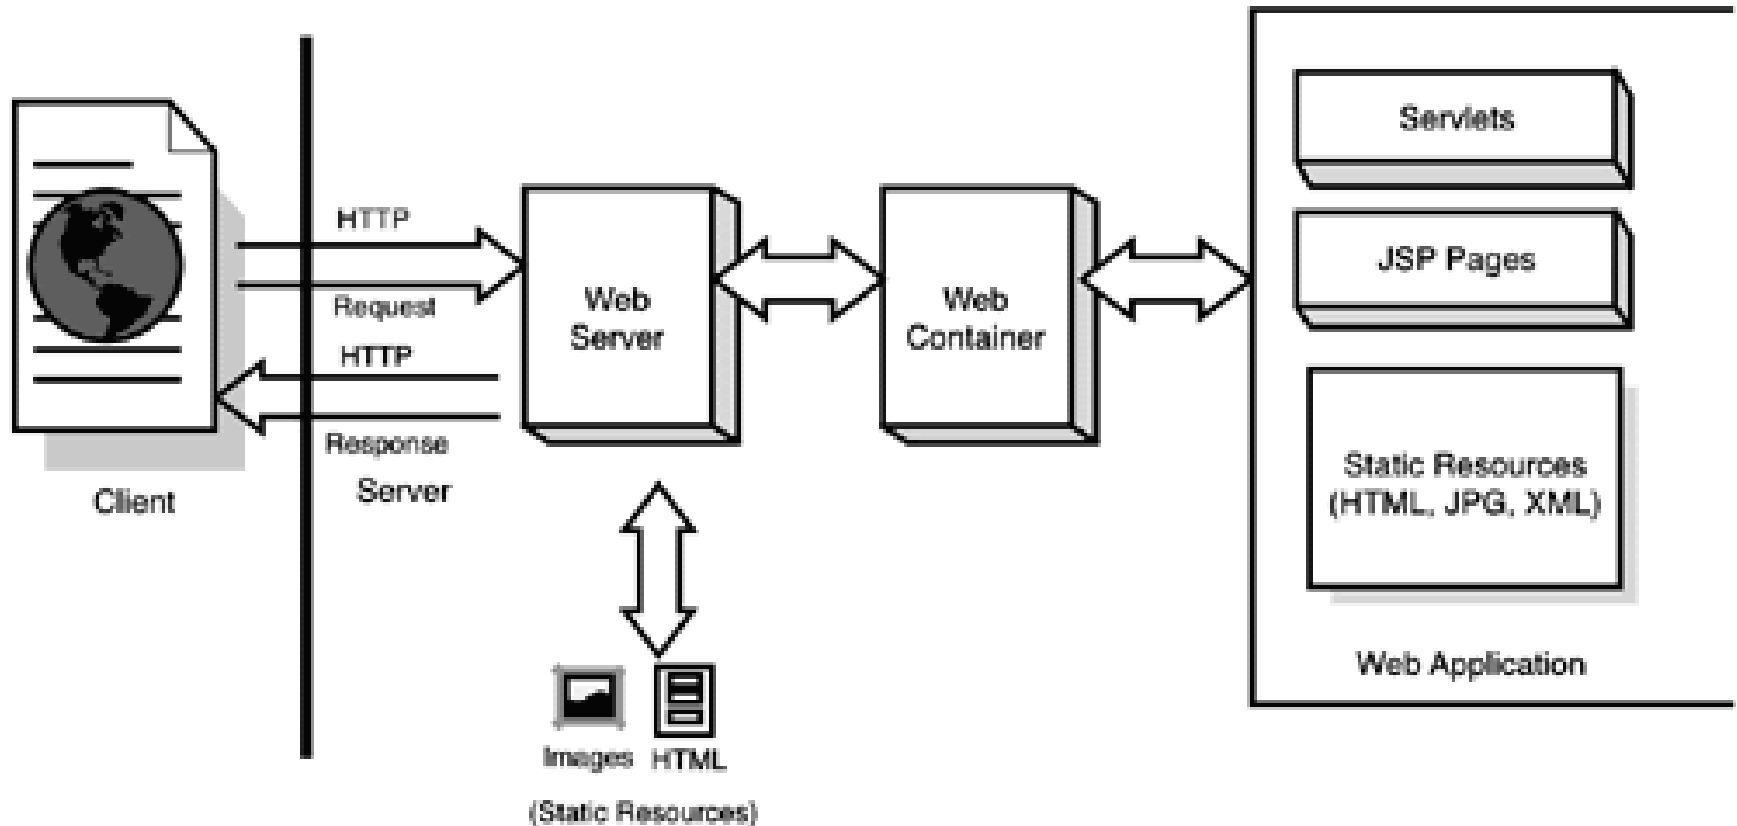 HTTP
Request
HTTP
Response
Server
Client
Web
Server
Web
Container
Images HTML
(Static Resources)
Servlets
JSP Pages
Static Resources
(HTML, JPG, XML)
Web Application